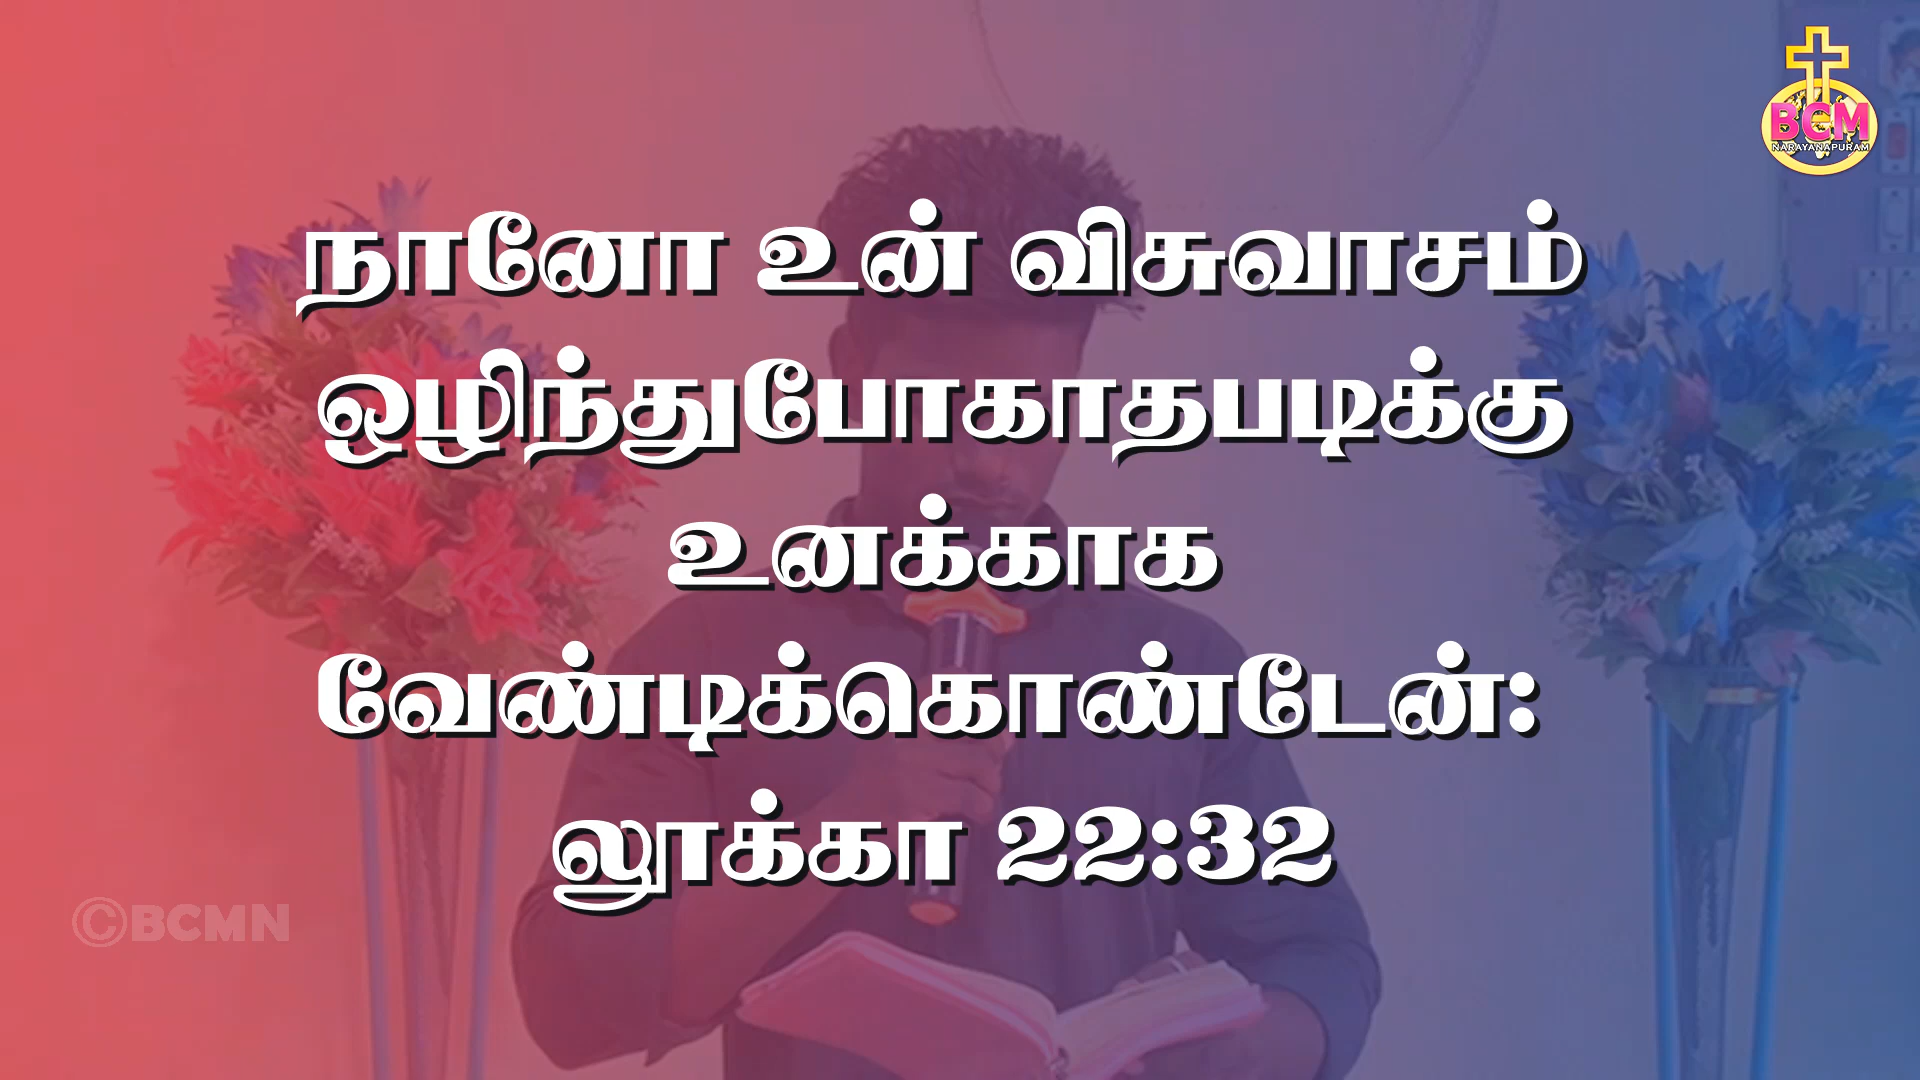 BCM
NARAYANAPURAM
நானோ உன் விசுவாசம்
ஒழிந்துபோகாதபடிக்கு
உனக்காக
வேண்டிக்கொண்டேன்:
லூக்கா 22:32
©BCMN